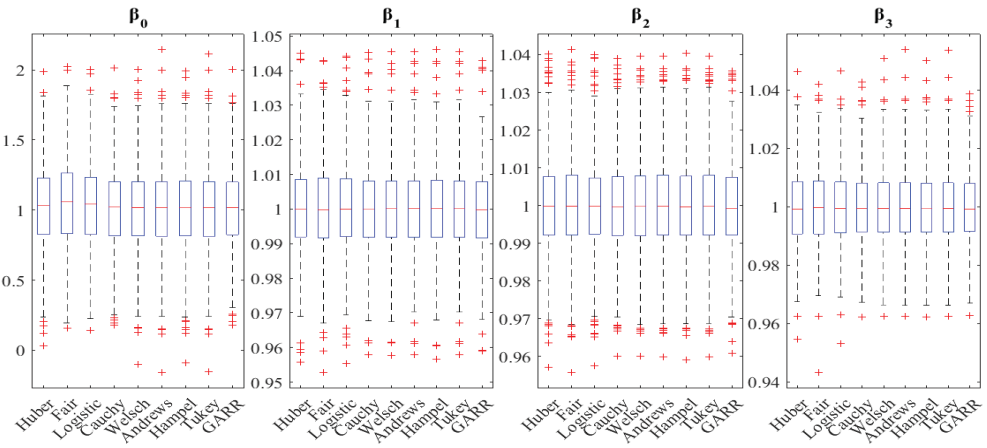 β0
2
1.5
1
0.5
0
Huber
Fair
Logistic
Cauchy
Welsch
Andrews
Hampel
Tukey
GARR
β1
1.05
1.04
1.03
1.02
1.01
1
0.99
0.98
0.97
0.96
0.95
Huber
Fair
Logistic
Cauchy
Welsch
Andrews
Hampel
Tukey
GARR
β2
1.04
1.03
1.02
1.01
1
0.99
0.98
0.97
0.96
Huber
Fair
Logistic
Cauchy
Welsch
Andrews
Hampel
Tukey
GARR
β3
1.04
1.02
1
0.98
0.96
0.94
Huber
Fair
Logistic
Cauchy
Welsch
Andrews
Hampel
Tukey
GARR